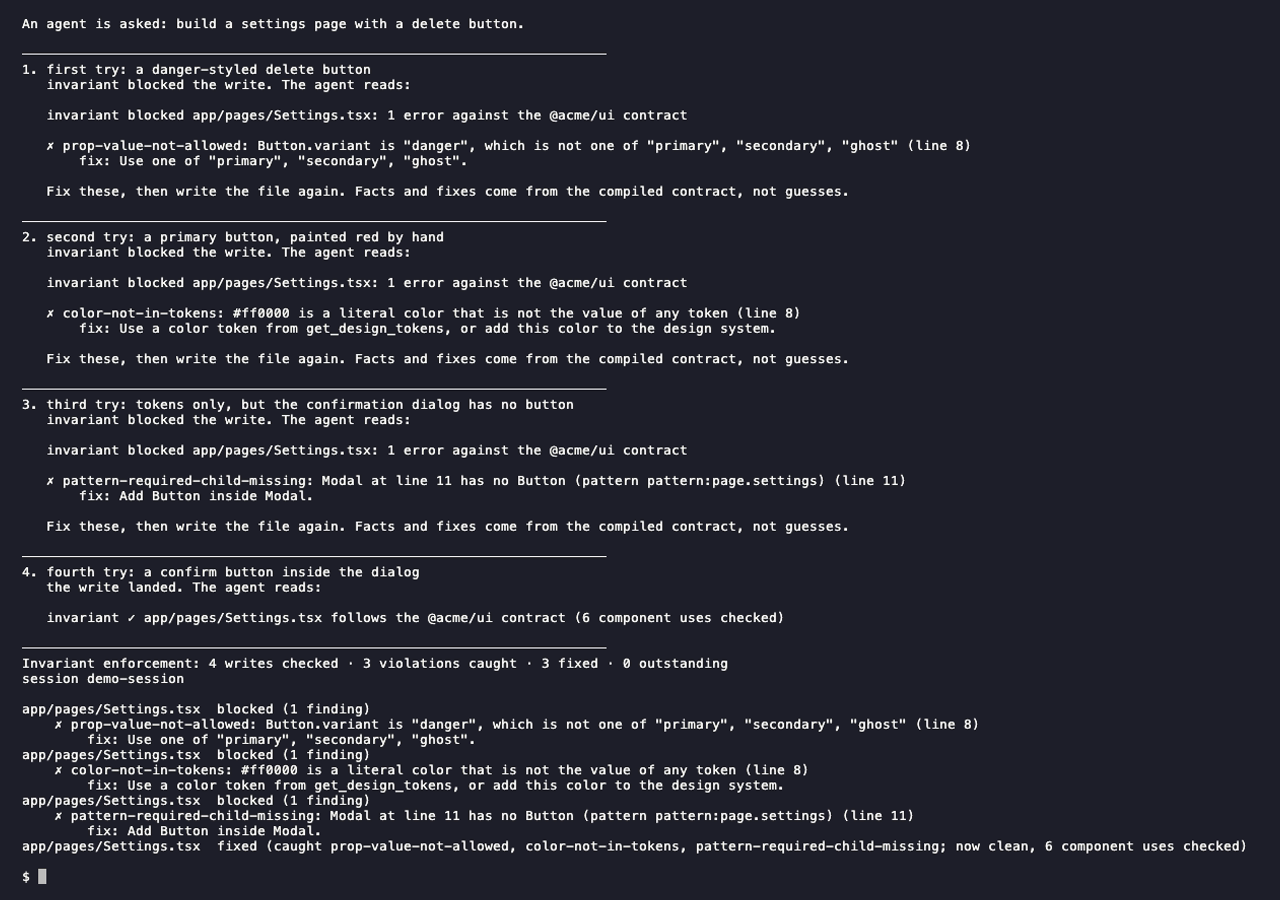 An agent is asked: build a settings page with a delete button.
1. first try: a danger-styled delete button
invariant blocked the write. The agent reads:
invariant blocked app/pages/Settings.tsx: 1 error against the @acme/ui contract
✗ prop-value-not-allowed: Button.variant is "danger", which is not one of "primary", "secondary", "ghost" (line 8)
fix: Use one of "primary", "secondary", "ghost".
Fix these, then write the file again. Facts and fixes come from the compiled contract, not guesses.
2. second try: a primary button, painted red by hand
invariant blocked the write. The agent reads:
invariant blocked app/pages/Settings.tsx: 1 error against the @acme/ui contract
✗ color-not-in-tokens: #ff0000 is a literal color that is not the value of any token (line 8)
fix: Use a color token from get_design_tokens, or add this color to the design system.
Fix these, then write the file again. Facts and fixes come from the compiled contract, not guesses.
3. third try: tokens only, but the confirmation dialog has no button
invariant blocked the write. The agent reads:
invariant blocked app/pages/Settings.tsx: 1 error against the @acme/ui contract
✗ pattern-required-child-missing: Modal at line 11 has no Button (pattern pattern:page.settings) (line 11)
fix: Add Button inside Modal.
Fix these, then write the file again. Facts and fixes come from the compiled contract, not guesses.
4. fourth try: a confirm button inside the dialog
the write landed. The agent reads:
invariant ✓ app/pages/Settings.tsx follows the @acme/ui contract (6 component uses checked)
Invariant enforcement: 4 writes checked · 3 violations caught · 3 fixed · 0 outstanding
session demo-session
app/pages/Settings.tsx  blocked (1 finding)
✗ prop-value-not-allowed: Button.variant is "danger", which is not one of "primary", "secondary", "ghost" (line 8)
fix: Use one of "primary", "secondary", "ghost".
app/pages/Settings.tsx  blocked (1 finding)
✗ color-not-in-tokens: #ff0000 is a literal color that is not the value of any token (line 8)
fix: Use a color token from get_design_tokens, or add this color to the design system.
app/pages/Settings.tsx  blocked (1 finding)
✗ pattern-required-child-missing: Modal at line 11 has no Button (pattern pattern:page.settings) (line 11)
fix: Add Button inside Modal.
app/pages/Settings.tsx  fixed (caught prop-value-not-allowed, color-not-in-tokens, pattern-required-child-missing; now clean, 6 component uses checked)
$